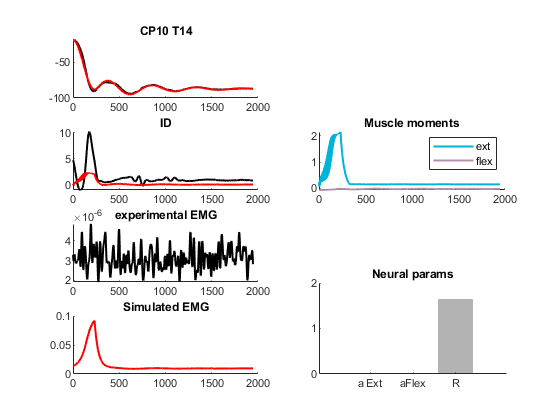 CP10 T14
-50
-100
0 500 1000 1500 2000
ID
10
5
0
0 500 1000 1500 2000
Muscle moments
2
1
0
ext
flex
0 500 1000 1500 2000
×10-6
experimental EMG
4
3
2
0 500 1000 1500 2000
Simulated EMG
0.1
0.05
0
0 500 1000 1500 2000
Neural params
2
1
0
a Ext aFlex R